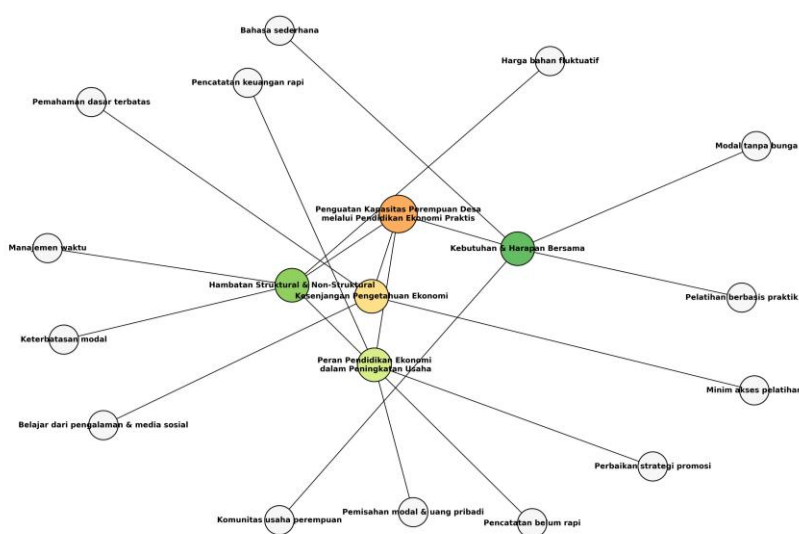 Bahasa sederhana
Harga bahan fluktuatif
Pencatatan keuangan rapi
Pemahaman dasar terbatas
Modal tanpa bunga
Penguatan Kapasitas Perempuan Desa
melalui Pendidikan Ekonomi Praktis
Manajemen waktu
Kebutuhan & Harapan Bersama
Hambatan Struktural & Non-Struktural
Kesenjangan Pengetahuan Ekonomi
Pelatihan berbasis praktik
Keterbatasan modal
Peran Pendidikan Ekonomi
dalam Peningkatan Usaha
Minim akses pelatihan
Belajar dari pengalaman & media sosial
Perbaikan strategi promosi
Komunitas usaha perempuan
Pemisahan modal & uang pribadi
Pencatatan belum rapi